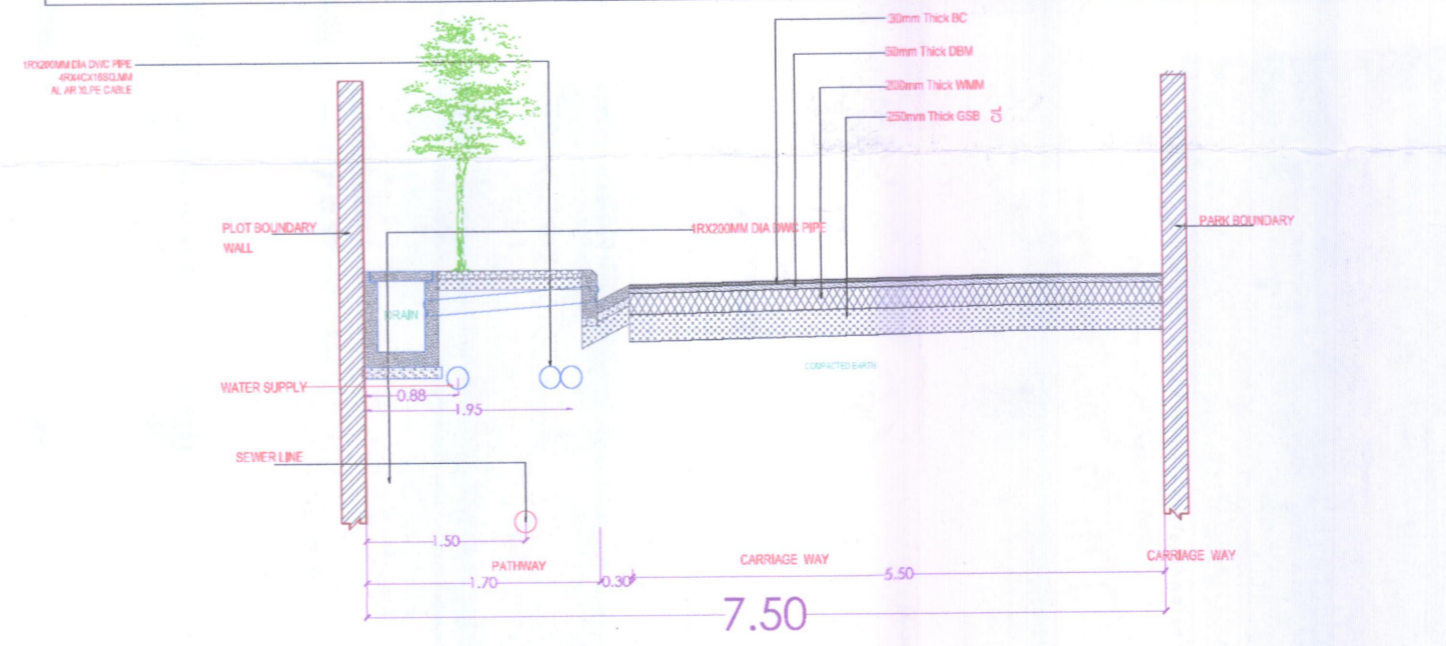 30mm Thick BC
50mm Thick DBM
200mm Thick WMM
250mm Thick GSB
C/L
1RX200MM DIA DWC PIPE
4RX4CX16SQ.MM
AL AR XLPE CABLE
PLOT BOUNDARY
WALL
1RX200MM DIA DWC PIPE
PARK BOUNDARY
DRAIN
COMPACTED EARTH
WATER SUPPLY
0.88
1.95
SEWER LINE
1.50
PATHWAY
CARRIAGE WAY
CARRIAGE WAY
1.70
0.30
5.50
7.50